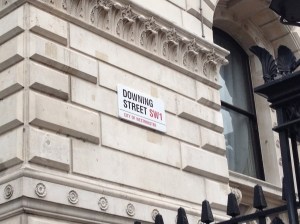 DOWNING
STREET SW1
CITY OF WESTMINSTER